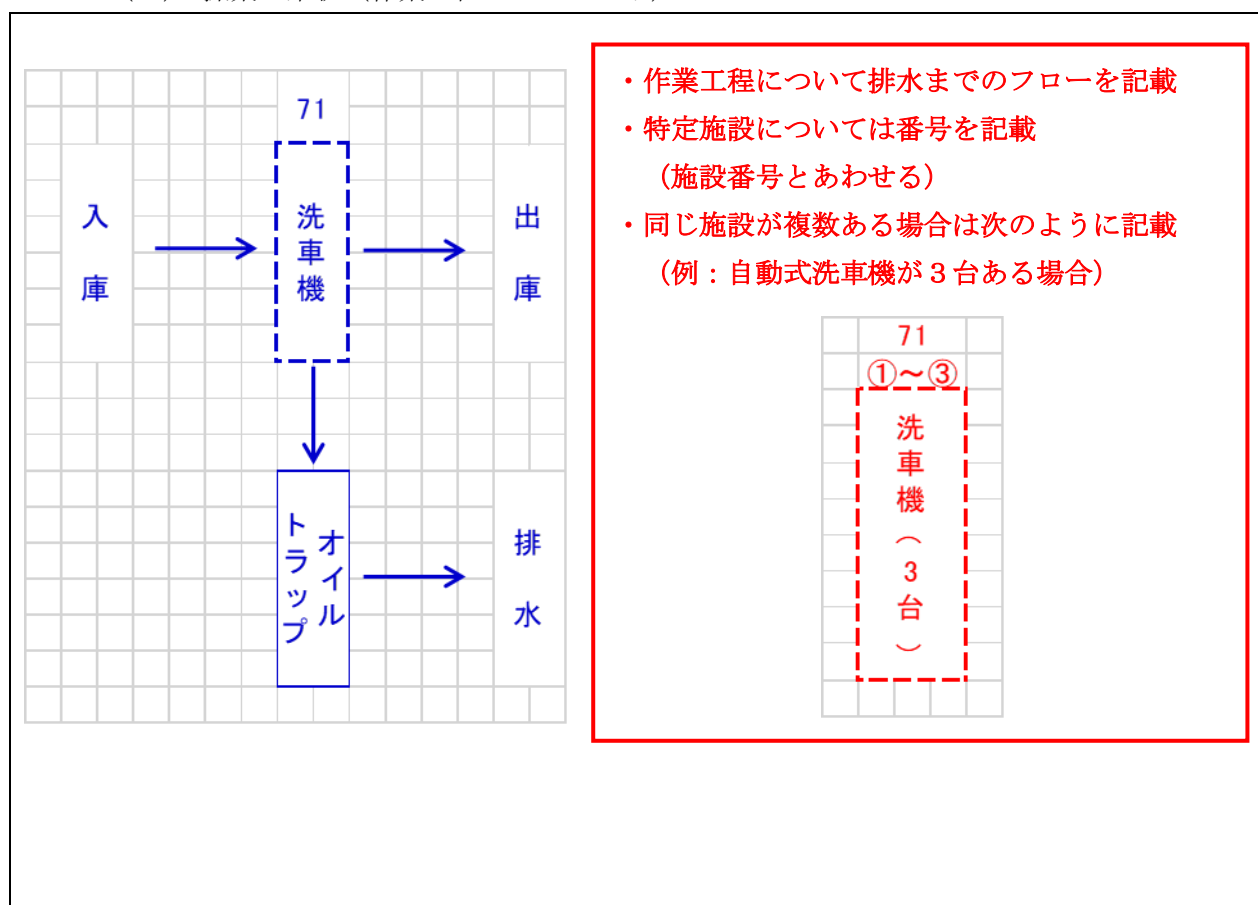 71
入庫
洗車機
出庫
オイルトラップ
排水
・作業工程について排水までのフローを記載
・特定施設については番号を記載
（施設番号とあわせる）
・同じ施設が複数ある場合は次のように記載
（例：自動式洗車機が３台ある場合）
71
①～③
洗車機（3台）